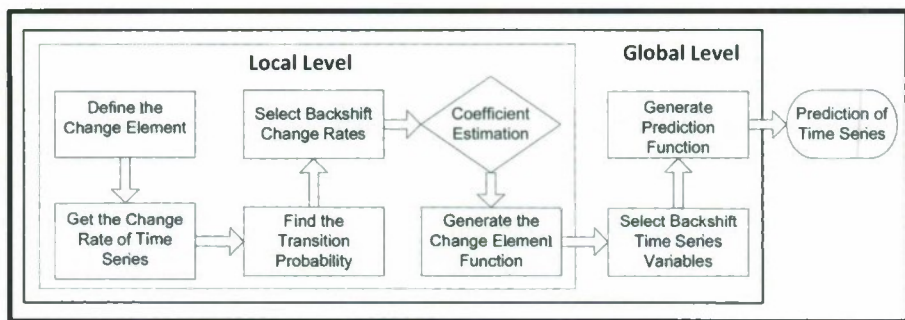 Local Level
Global Level
Define the
Change Element
Get the Change
Rate of Time
Series
Find the
Transition
Probability
Select Backshift
Change Rates
Coefficient
Estimation
Generate the
Change Element
Function
Select Backshift
Time Series
Variables
Generate
Prediction
Function
Prediction of
Time Series